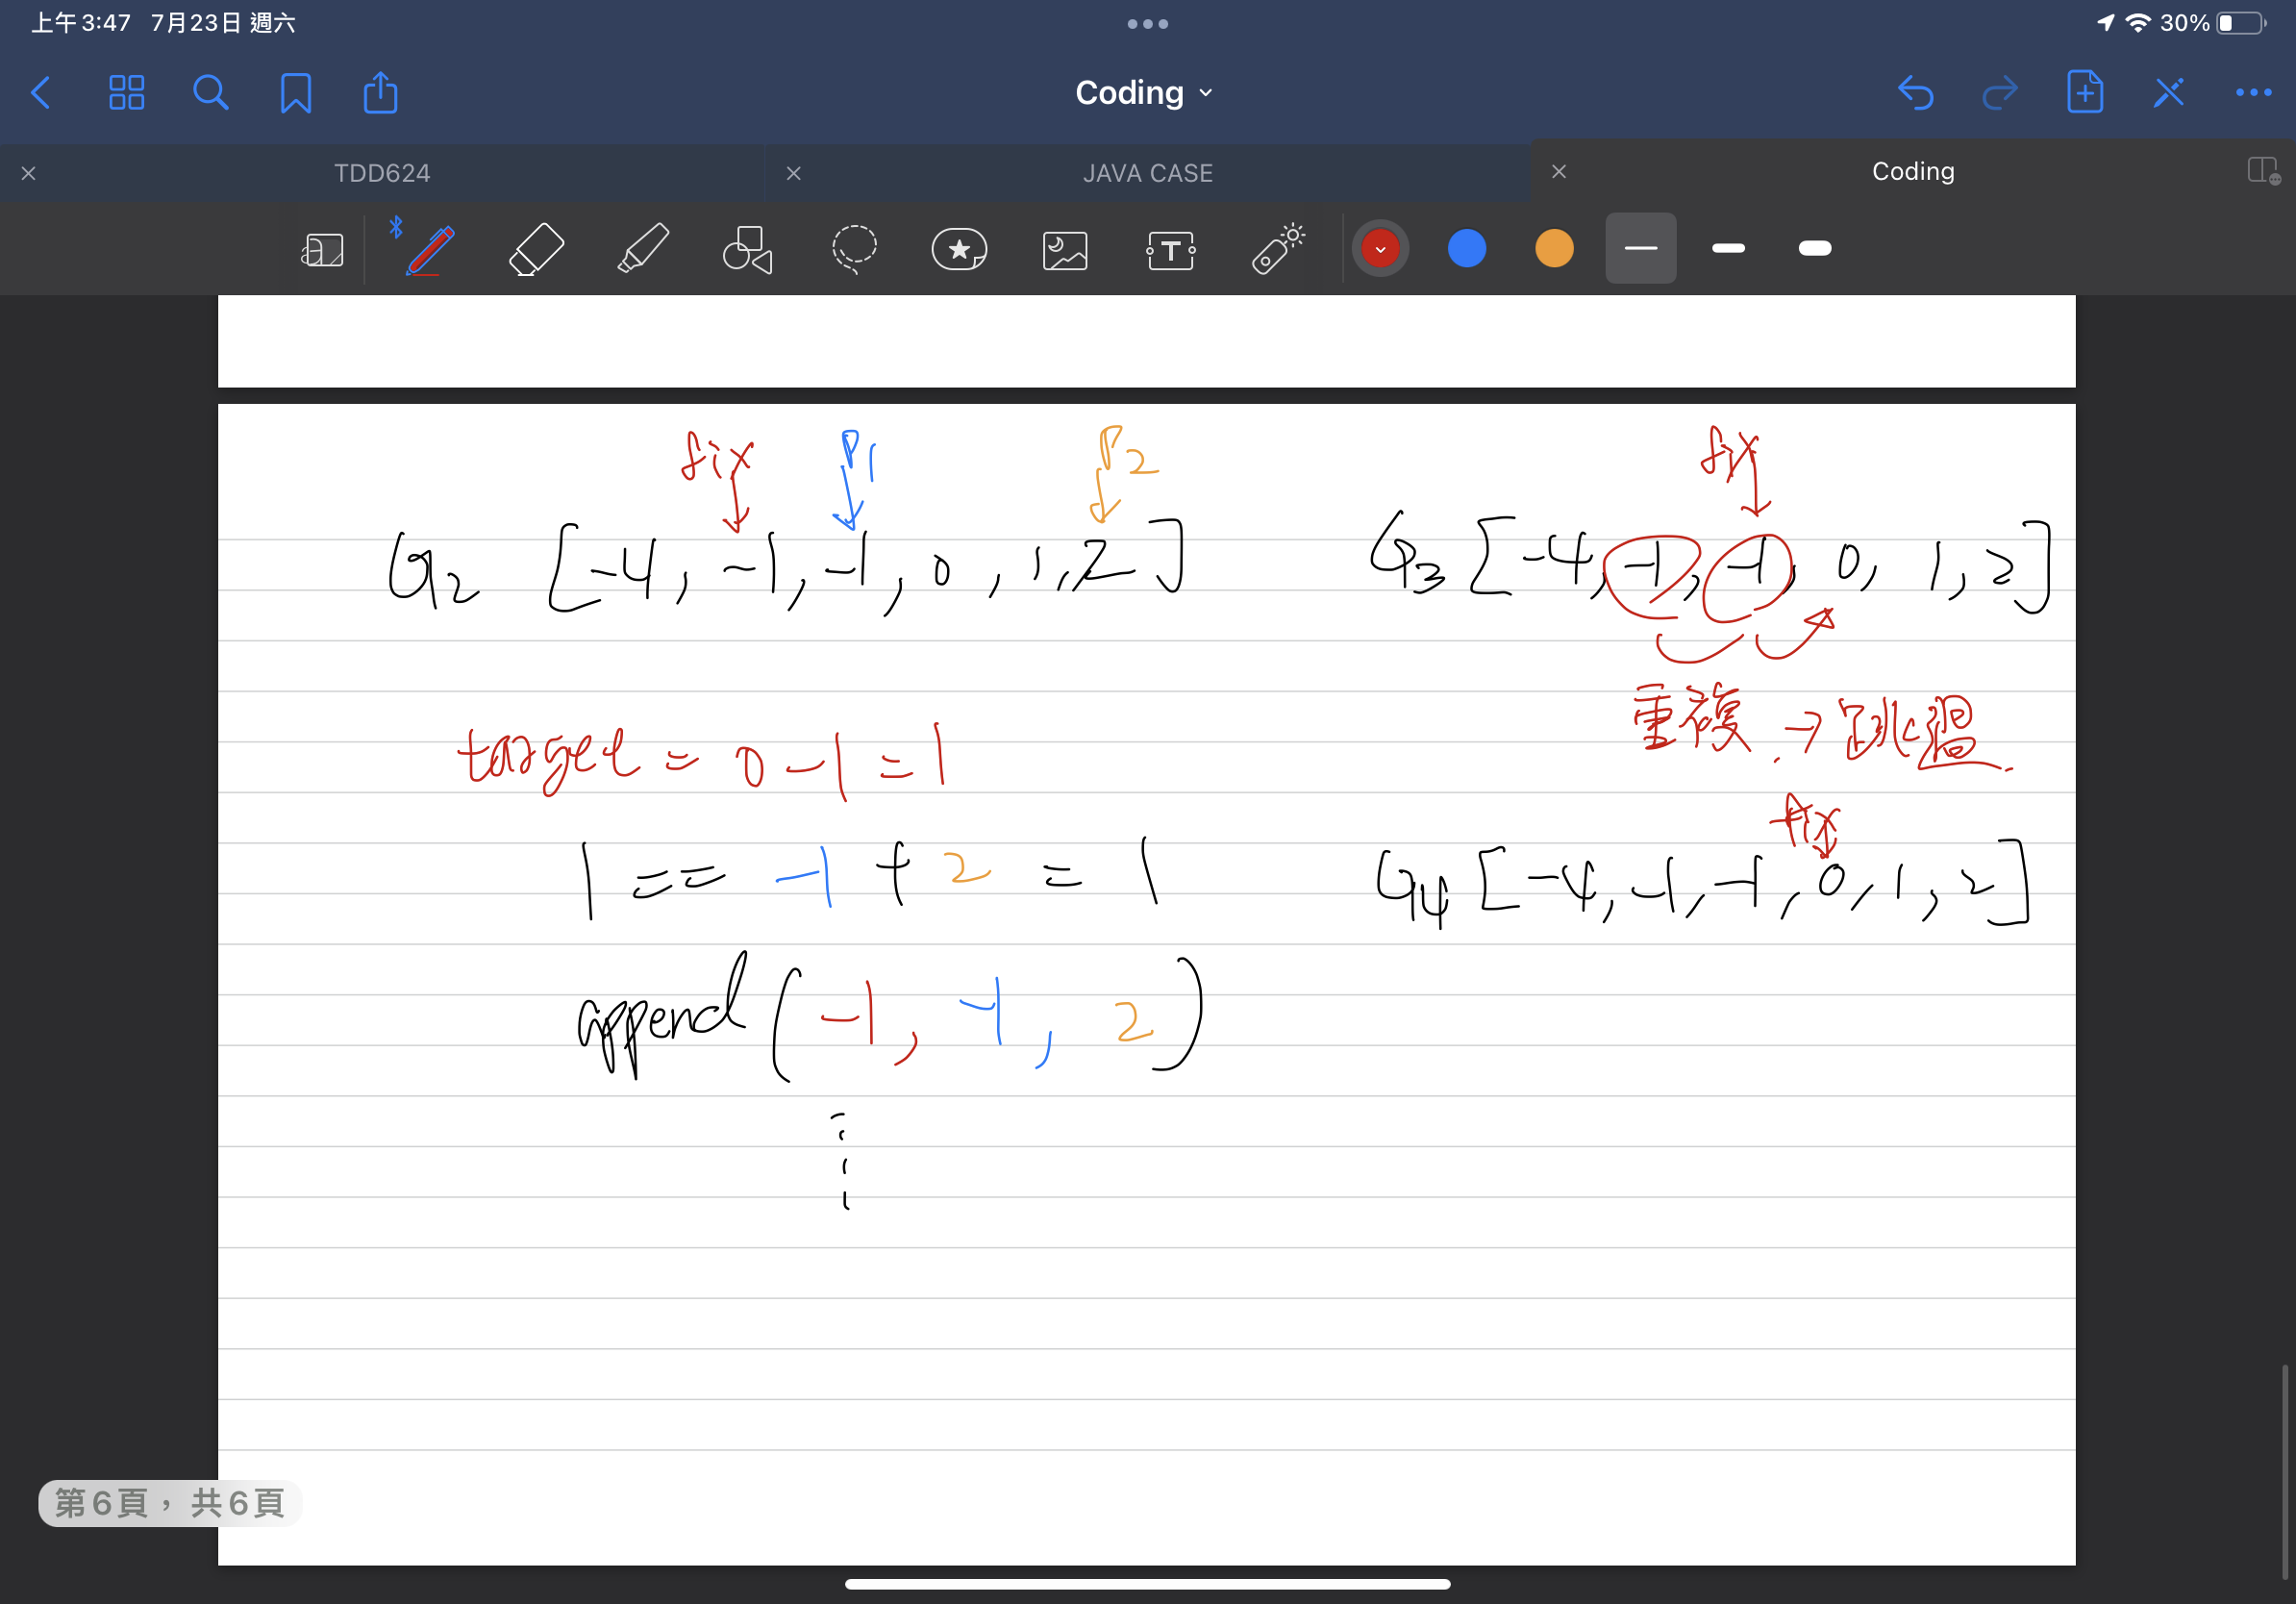 上午3:47 7月23日 週六
30%
Coding
TDD624
JAVA CASE
Coding
fix P1 P2
G2 [-4, -1, -1, 0, 1, 2]
target = 0 - 1 = 1
1 == -1 + 2 = 1
append (-1, -1, 2)
fix
G3 [-4, -1, -1, 0, 1, 2]
重複 → 跳過
fix
G4 [-4, -1, -1, 0, 1, 2]
第6頁，共6頁